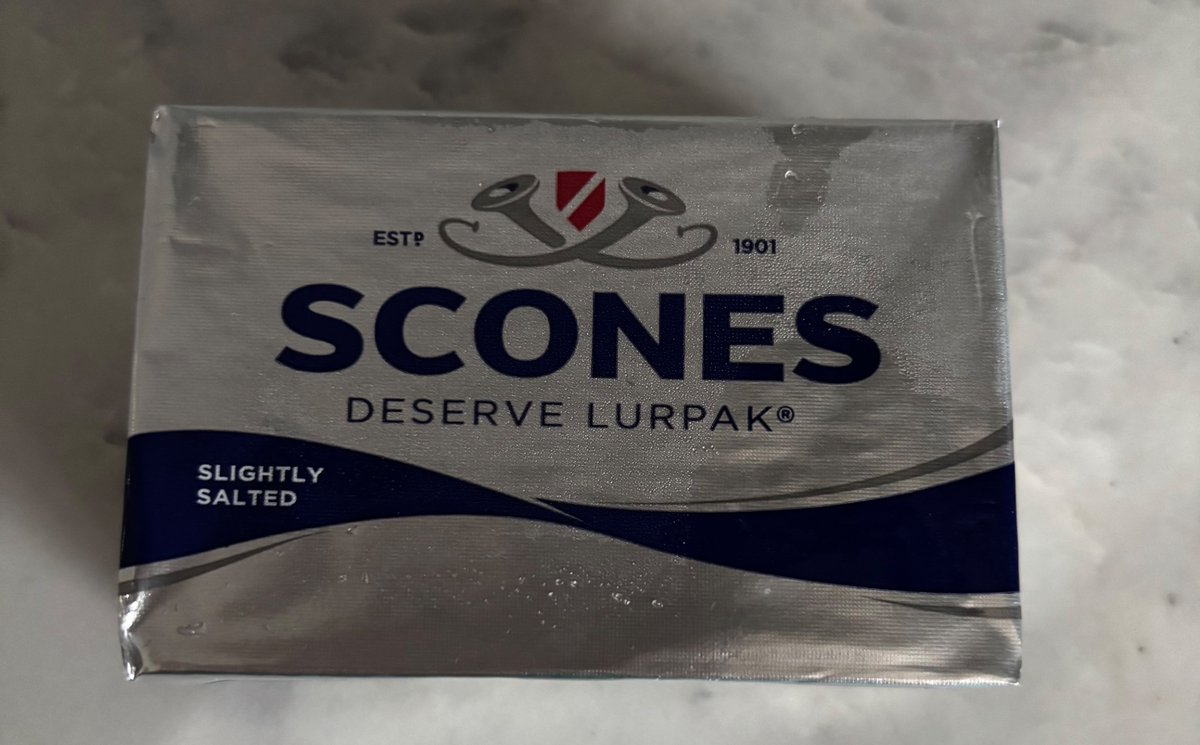 ESTD 1901
SCONES
DESERVE LURPAK®
SLIGHTLY
SALTED